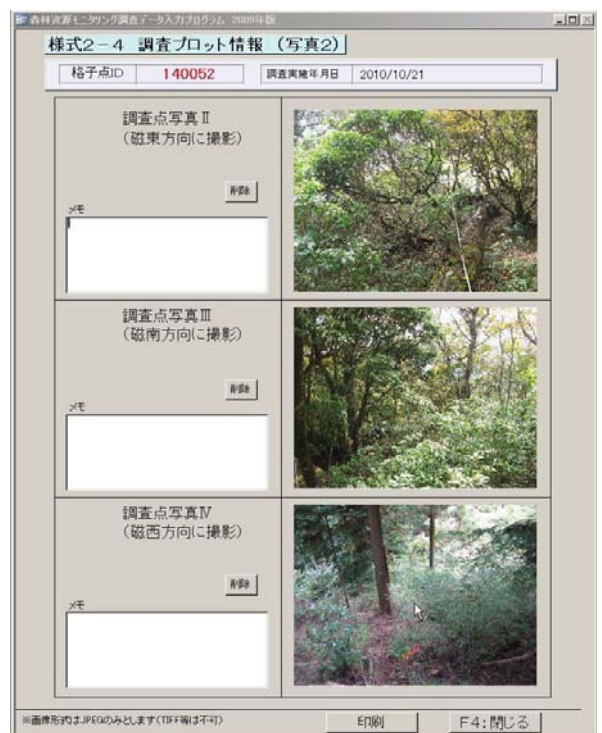 森林資源モニタリング調査データ入力プログラム 2009年版
様式2-4 調査プロット情報 (写真2)
格子点ID 140052 調査実施年月日 2010/10/21
調査点写真Ⅱ
(磁東方向に撮影)
削除
メモ
調査点写真Ⅲ
(磁南方向に撮影)
削除
メモ
調査点写真Ⅳ
(磁西方向に撮影)
削除
メモ
※画像形式はJPEGのみとします(TIFF等は不可) 印刷 F4:閉じる